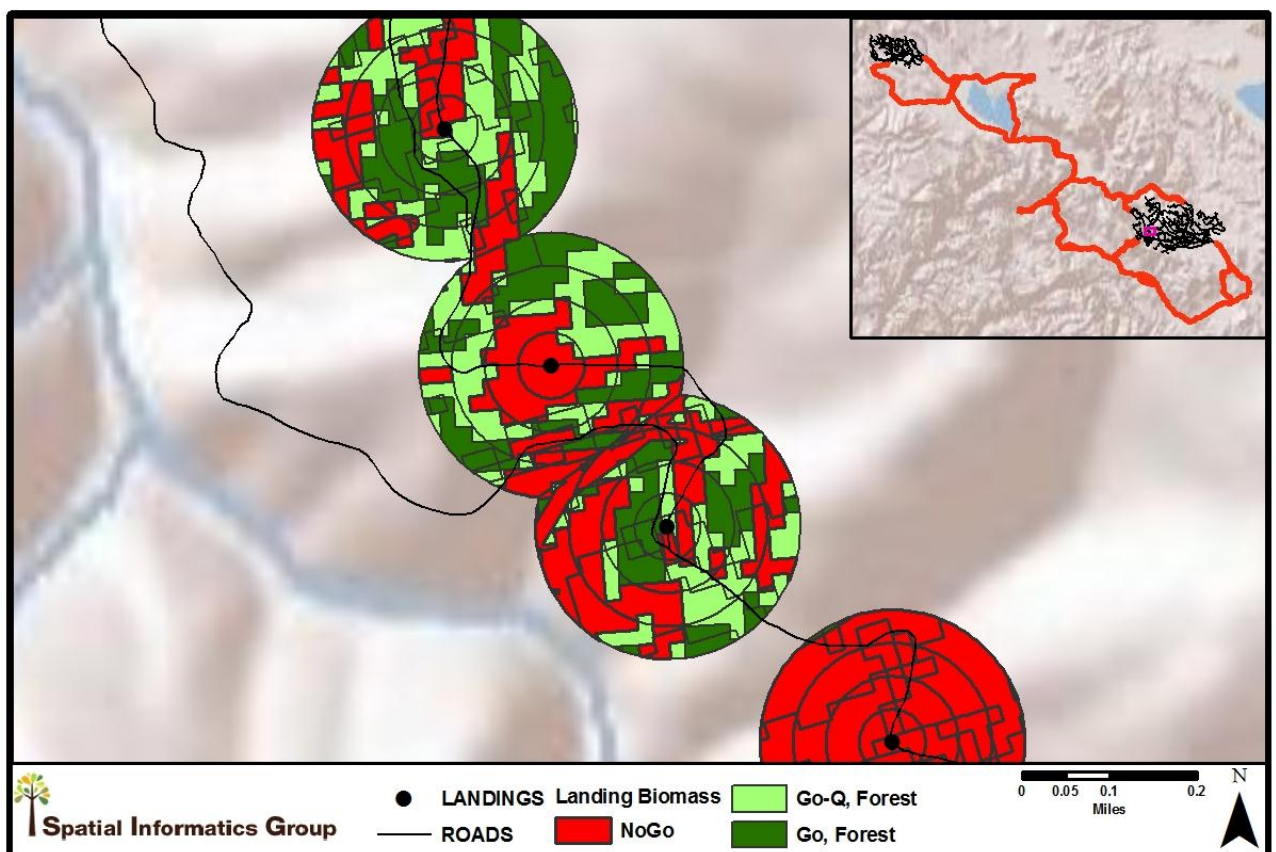 Spatial Informatics Group
LANDINGS
ROADS
Landing Biomass
NoGo
Go-Q, Forest
Go, Forest
0 0.05 0.1 0.2
Miles
N